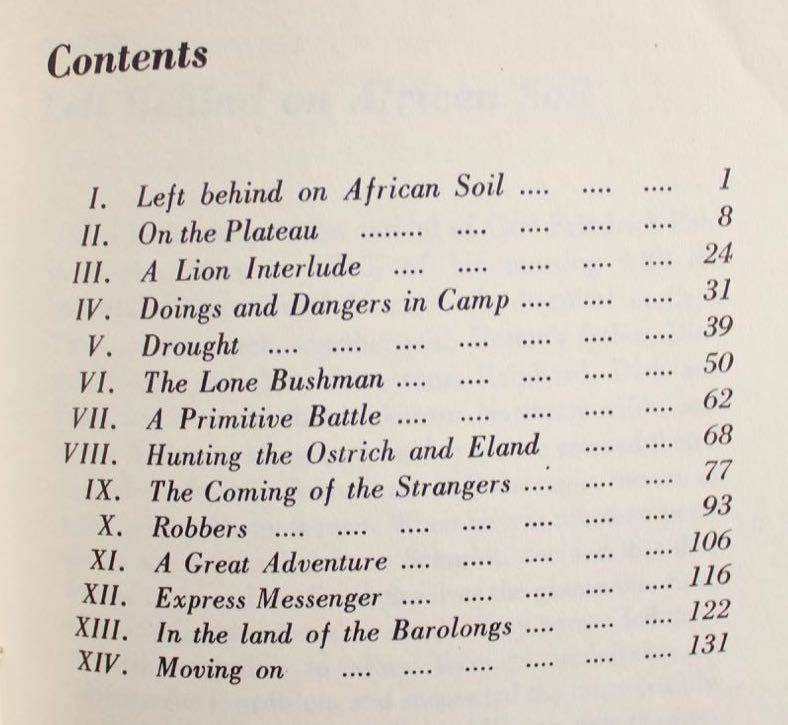 Contents
I. Left behind on African Soil .... .... .... 1
II. On the Plateau ........ .... .... .... .... 8
III. A Lion Interlude .... .... .... .... .... 24
IV. Doings and Dangers in Camp .... .... .... 31
V. Drought .... .... .... .... .... .... .... 39
VI. The Lone Bushman .... .... .... .... .... 50
VII. A Primitive Battle .... .... .... .... .... 62
VIII. Hunting the Ostrich and Eland .... .... 68
IX. The Coming of the Strangers .... .... .... 77
X. Robbers .... .... .... .... .... .... .... 93
XI. A Great Adventure .... .... .... .... .... 106
XII. Express Messenger .... .... .... .... .... 116
XIII. In the land of the Barolongs .... .... .... 122
XIV. Moving on .... .... .... .... .... .... 131